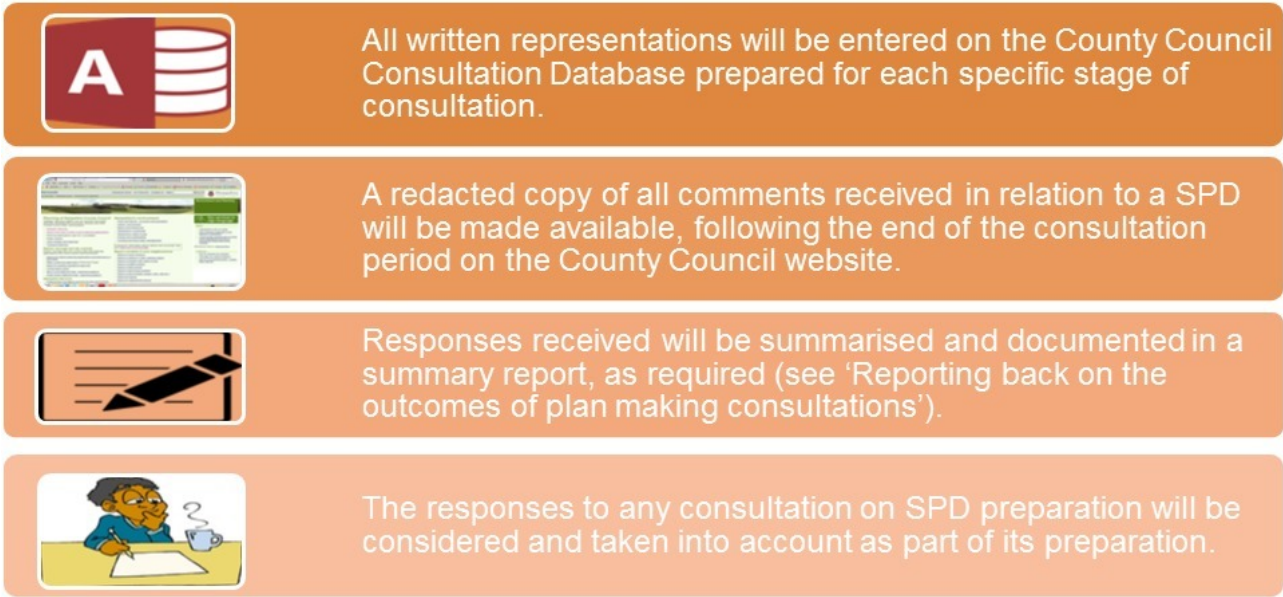 A
All written representations will be entered on the County Council
Consultation Database prepared for each specific stage of
consultation.
A redacted copy of all comments received in relation to a SPD
will be made available, following the end of the consultation
period on the County Council website.
Responses received will be summarised and documented in a
summary report, as required (see ‘Reporting back on the
outcomes of plan making consultations’).
The responses to any consultation on SPD preparation will be
considered and taken into account as part of its preparation.